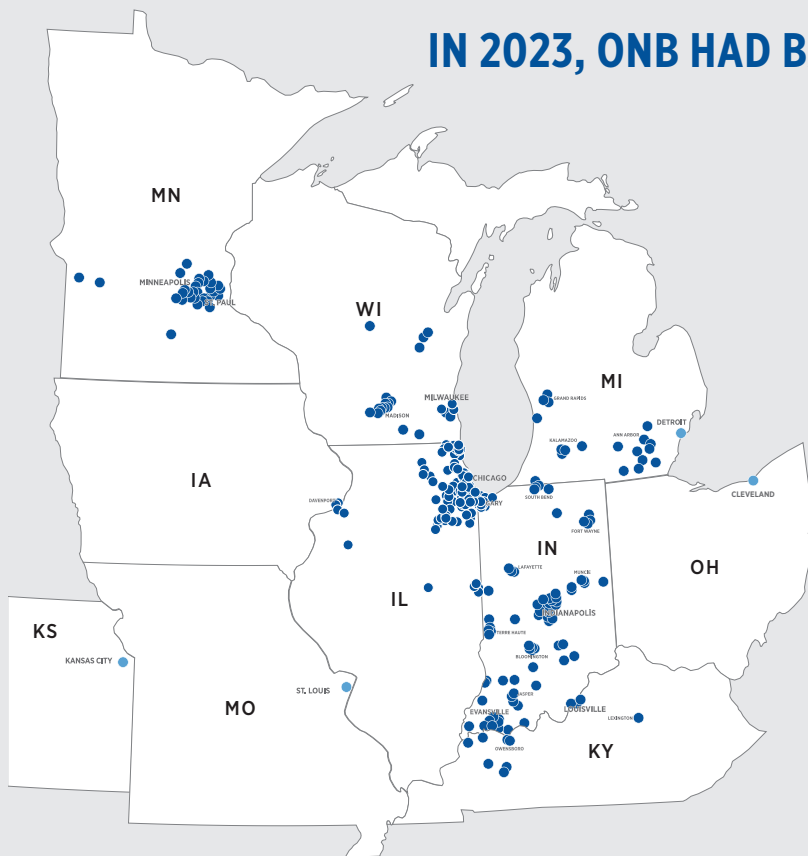 IN 2023, ONB HAD B
MN
MINNEAPOLIS
ST. PAUL
WI
MADISON
MILWAUKEE
MI
GRAND RAPIDS
KALAMAZOO
ANN ARBOR
DETROIT
IA
DAVENPORT
CHICAGO
GARY
SOUTH BEND
CLEVELAND
FORT WAYNE
IN
LAFAYETTE
MUNCIE
OH
IL
INDIANAPOLIS
KS
TERRE HAUTE
BLOOMINGTON
KANSAS CITY
ST. LOUIS
JASPER
MO
EVANSVILLE
LOUISVILLE
LEXINGTON
OWENSBORO
KY